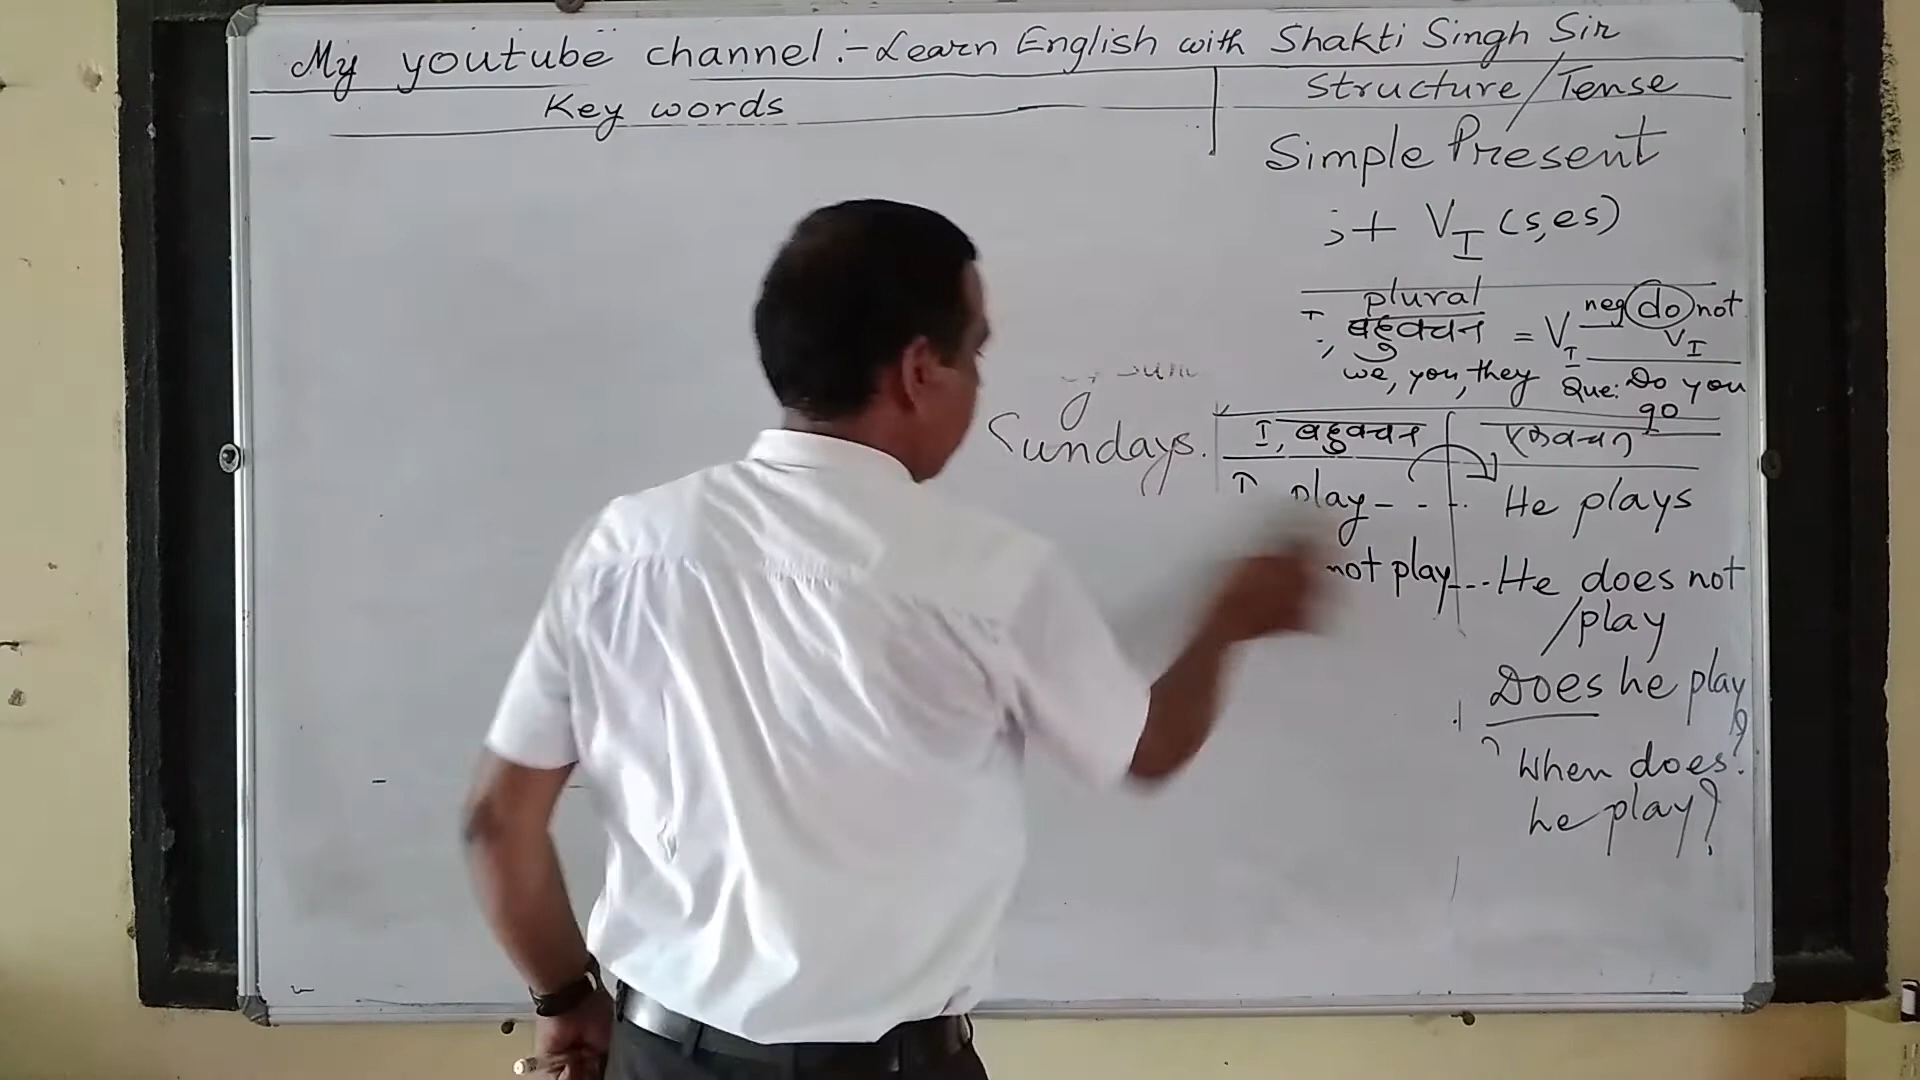 My youtube channel :- Learn English with Shakti Singh Sir
Key words
Structure/Tense
Simple Present
; + V I (s,es)
plural
I, बहुवचन = V I
we, you, they
neg do not
V I
Que: Do you
go
Sundays.
I, बहुवचन
एकवचन
I play - - -
He plays
not play---
He does not
/play
Does he play
?
When does
he play?